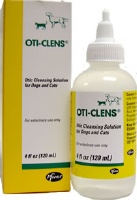 OTI-CLENS®
Otic Cleansing Solution
for Dogs and Cats
For veterinary use only
4 fl oz (120 mL)
Pfizer
OTI-CLENS®
Otic Cleansing Solution
for Dogs and Cats
For veterinary use only
4 fl oz (120 mL)
Pfizer